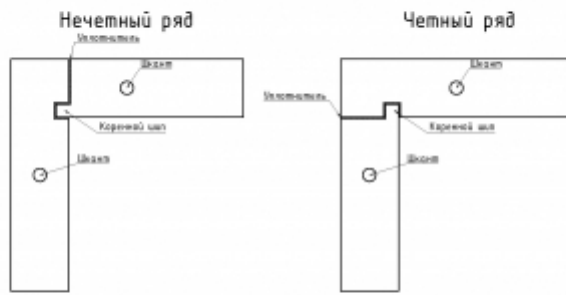 Нечетный ряд
Уплотнитель
Шкант
Коренной шип
Шкант
Четный ряд
Шкант
Уплотнитель
Коренной шип
Шкант